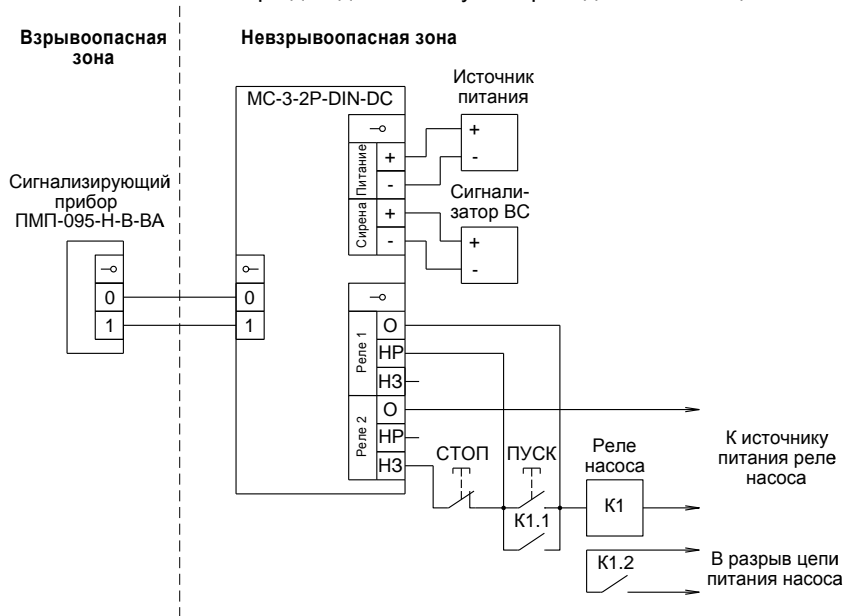 Взрывоопасная
зона
Невзрывоопасная зона
МС-3-2Р-DIN-DC
Источник
питания
Питание
+
-
+
-
Сирена
+
-
Сигнали-
затор ВС
+
-
Сигнализирующий
прибор
ПМП-095-Н-В-ВА
0
1
0
1
Реле 1
О
НР
НЗ
Реле 2
О
НР
НЗ
СТОП
ПУСК
Реле
насоса
К1
К1.1
К источнику
питания реле
насоса
К1.2
В разрыв цепи
питания насоса